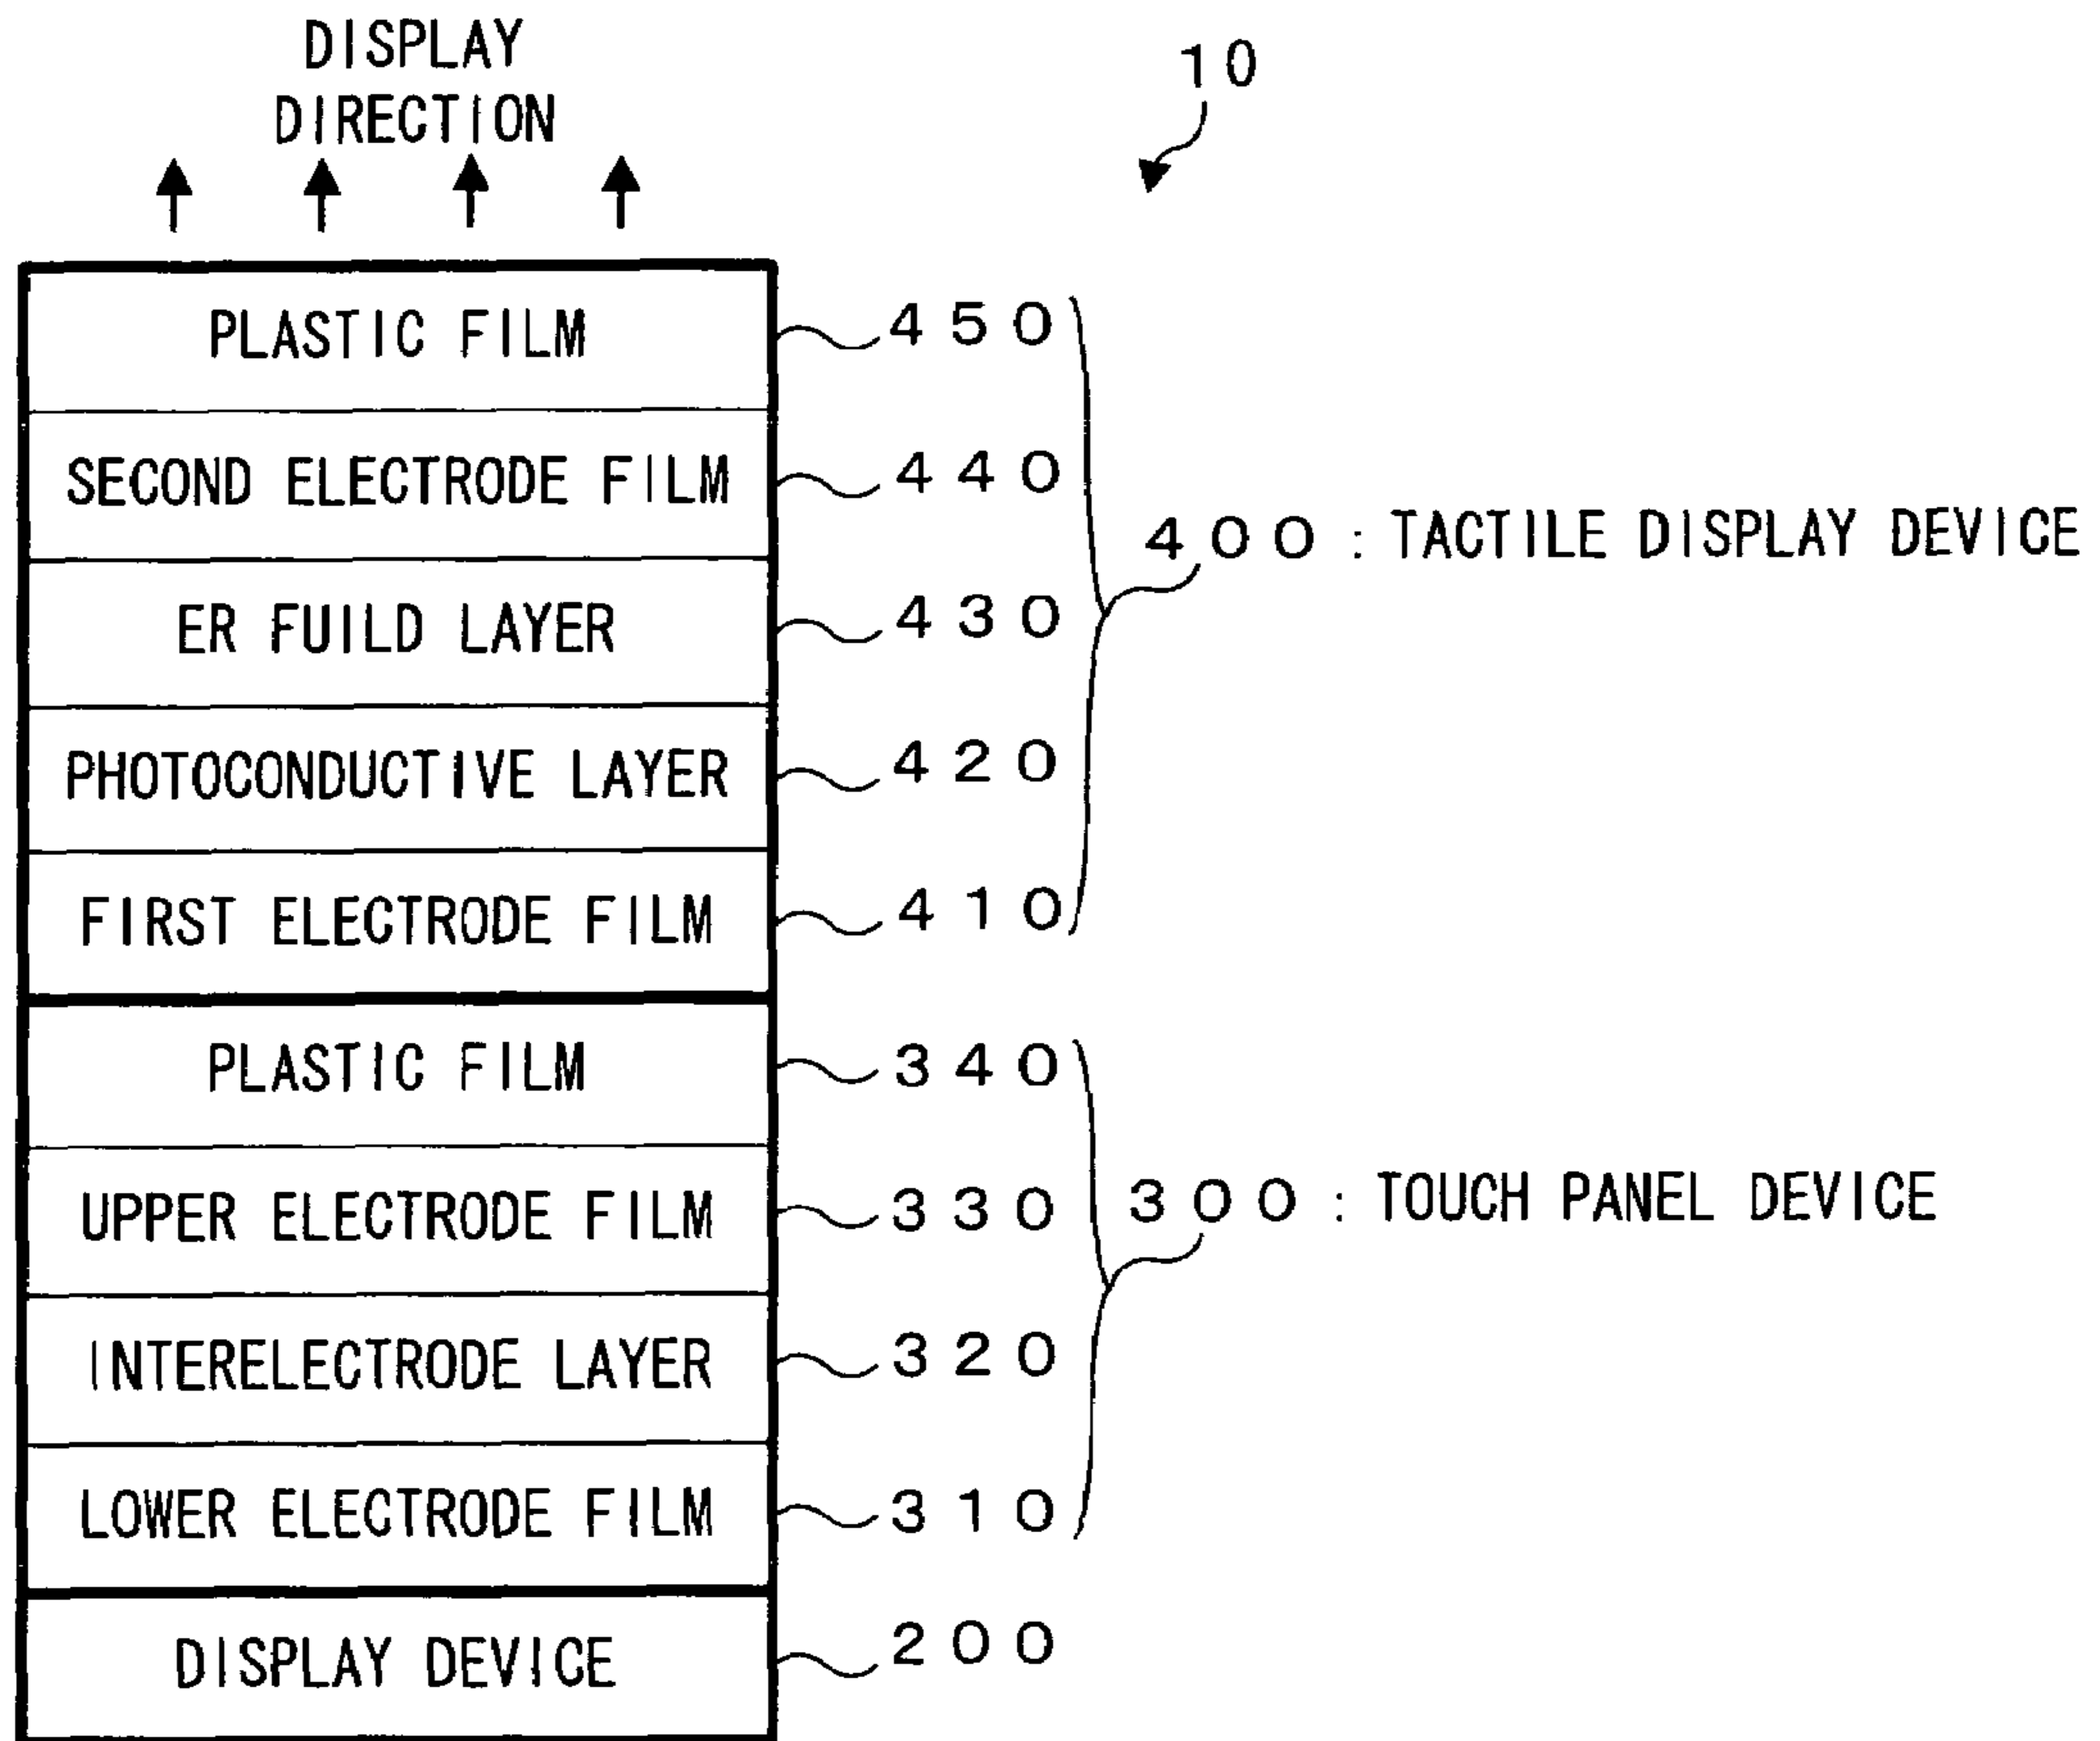 DISPLAY
DIRECTION
10
PLASTIC FILM 450
SECOND ELECTRODE FILM 440
400 : TACTILE DISPLAY DEVICE
ER FUILD LAYER 430
PHOTOCONDUCTIVE LAYER 420
FIRST ELECTRODE FILM 410
PLASTIC FILM 340
UPPER ELECTRODE FILM 330
300 : TOUCH PANEL DEVICE
INTERELECTRODE LAYER 320
LOWER ELECTRODE FILM 310
DISPLAY DEVICE 200